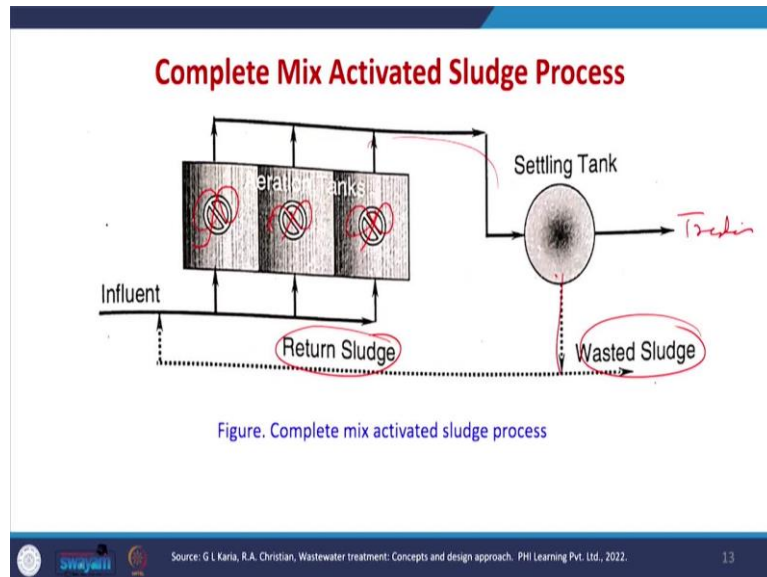 Complete Mix Activated Sludge Process
Aeration Tanks
Settling Tank
Influent
Return Sludge
Wasted Sludge
Figure. Complete mix activated sludge process
swayam
Source: G L Karia, R.A. Christian, Wastewater treatment: Concepts and design approach. PHI Learning Pvt. Ltd., 2022.
13